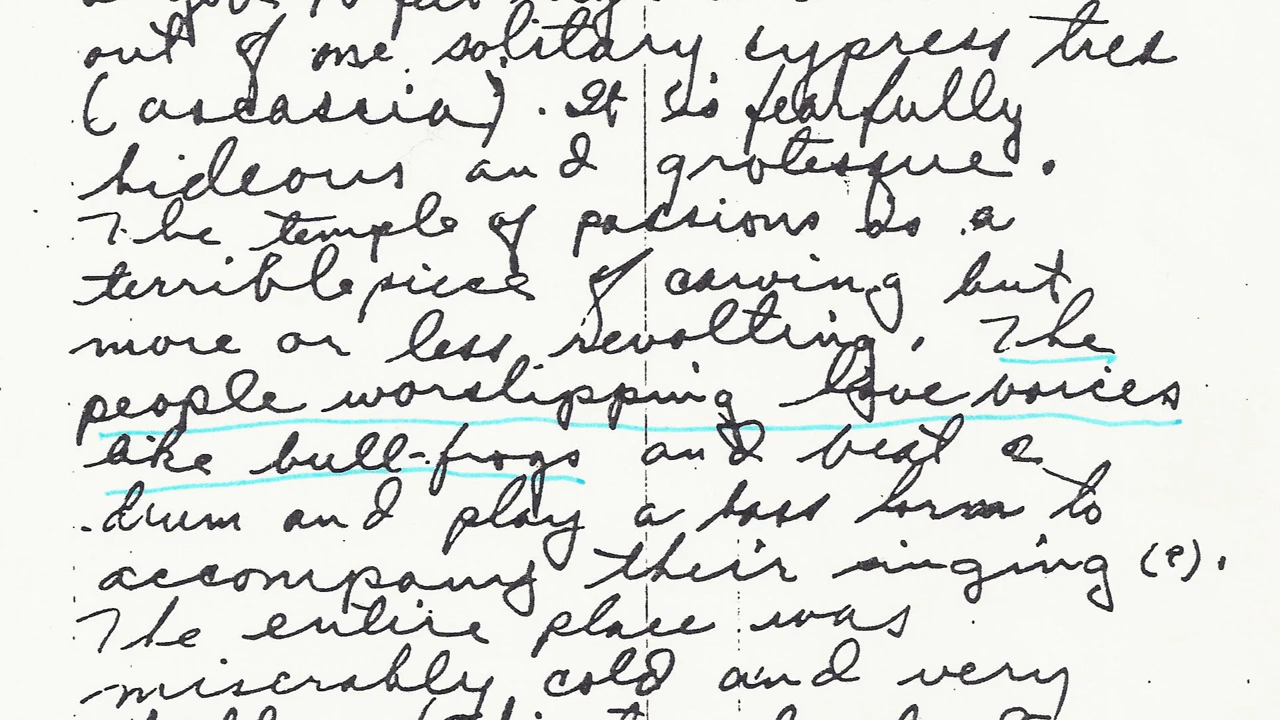 out of one solitary cypress tree
(ascassia). It is fearfully
hideous and grotesque.
The temple of passions is a
terrible piece of carving but
more or less revolting. The
people worshipping have voices
like bull-frogs and beat a
drum and play a bass horn to
accompany their singing (?).
The entire place was
miserably cold and very